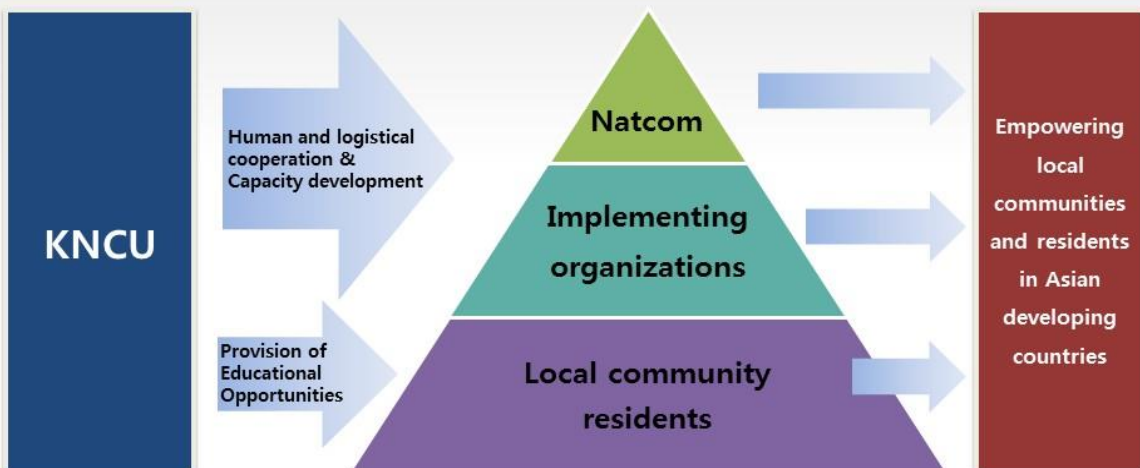 KNCU
Human and logistical
cooperation &
Capacity development
Provision of
Educational
Opportunities
Natcom
Implementing
organizations
Local community
residents
Empowering
local
communities
and residents
in Asian
developing
countries